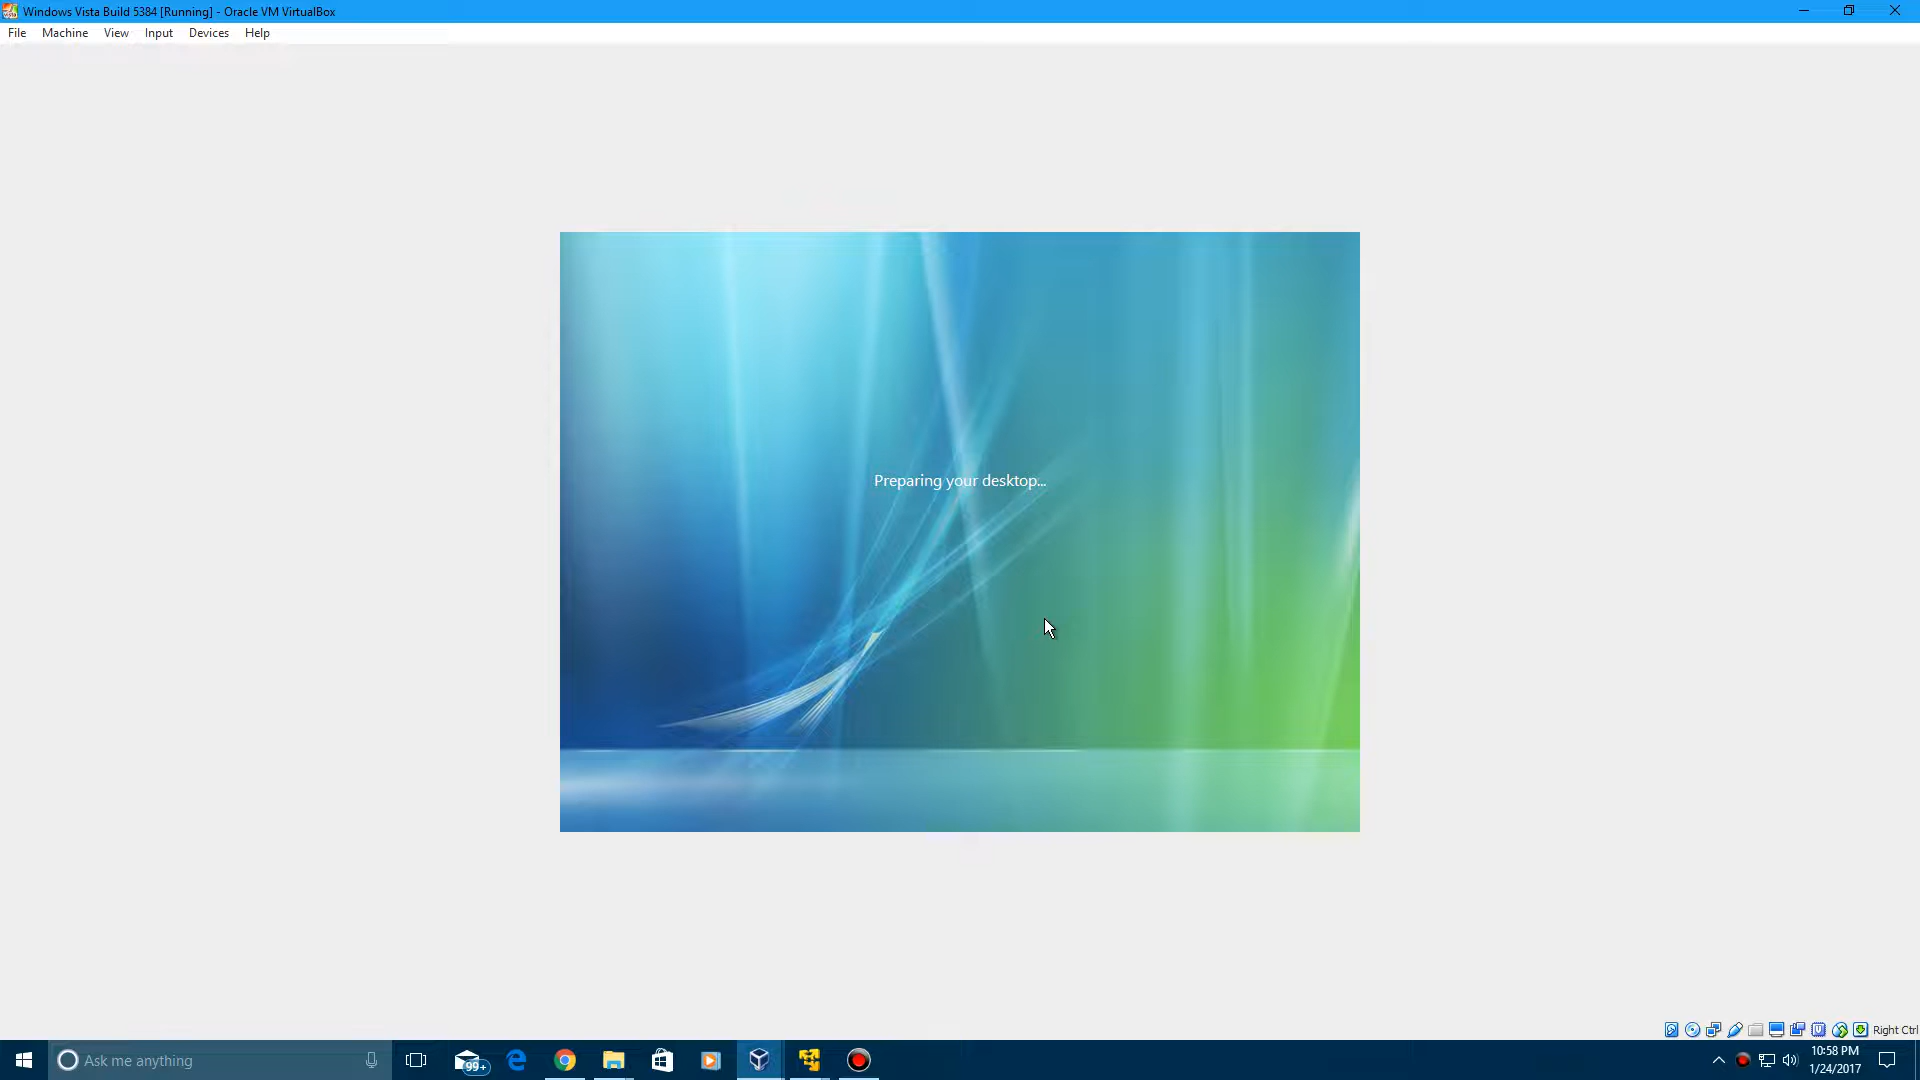 Windows Vista Build 5384 [Running] - Oracle VM VirtualBox
File Machine View Input Devices Help
Preparing your desktop...
Right Ctrl
Ask me anything
99+
10:58 PM
1/24/2017